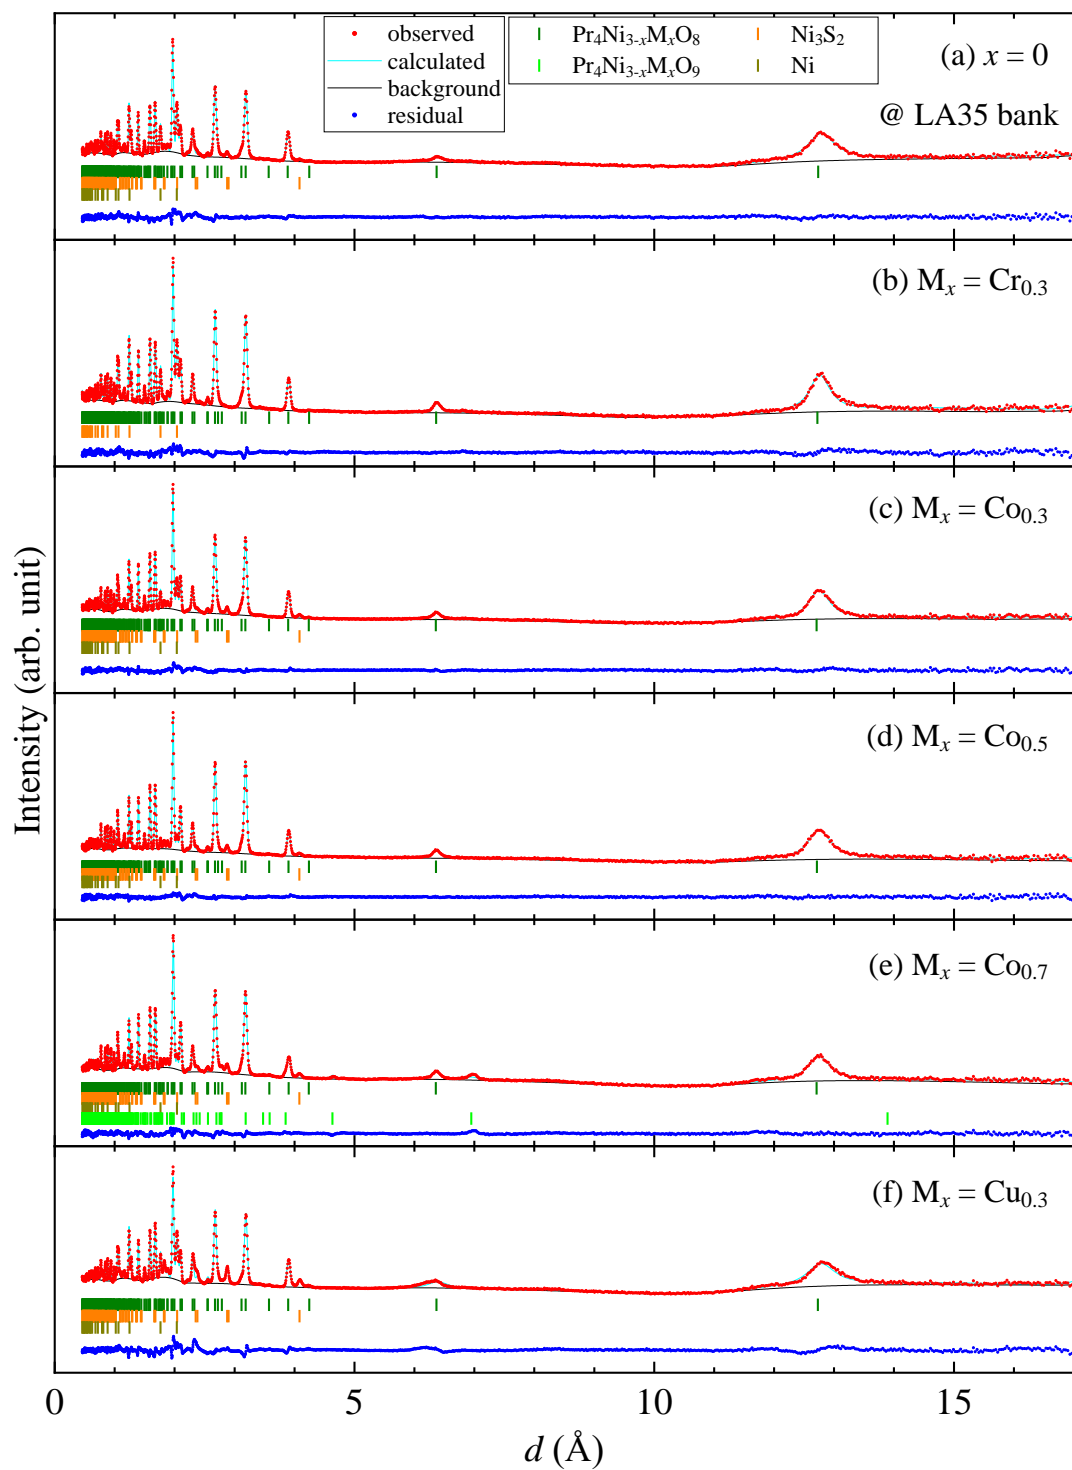 observed
calculated
background
residual
Pr₄Ni₃₋ₓMₓO₈
Pr₄Ni₃₋ₓMₓO₉
Ni₃S₂
Ni
(a) x = 0
@ LA35 bank
(b) Mₓ = Cr₀.₃
(c) Mₓ = Co₀.₃
(d) Mₓ = Co₀.₅
(e) Mₓ = Co₀.₇
(f) Mₓ = Cu₀.₃
Intensity (arb. unit)
0 5 10 15
d (Å)